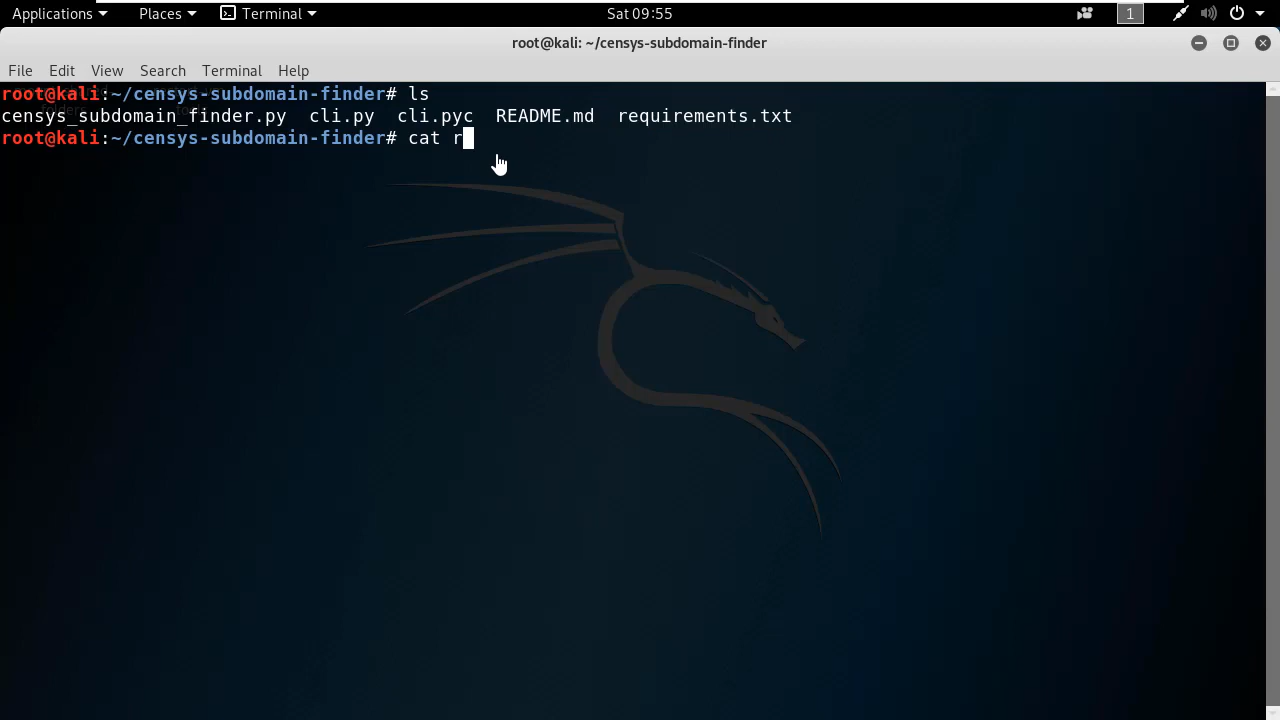 Applications Places Terminal Sat 09:55 1
root@kali: ~/censys-subdomain-finder
File Edit View Search Terminal Help
root@kali:~/censys-subdomain-finder# ls
censys_subdomain_finder.py cli.py cli.pyc README.md requirements.txt
root@kali:~/censys-subdomain-finder# cat r